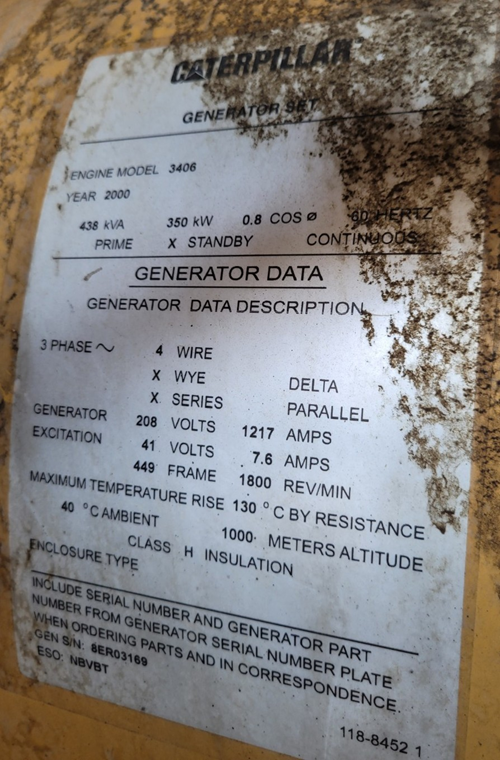 CATERPILLAR
GENERATOR SET
ENGINE MODEL 3406
YEAR 2000
438 kVA 350 kW 0.8 COS ø 60 HERTZ
PRIME X STANDBY CONTINUOUS
GENERATOR DATA
GENERATOR DATA DESCRIPTION
3 PHASE ~ 4 WIRE
X WYE DELTA
X SERIES PARALLEL
GENERATOR 208 VOLTS 1217 AMPS
EXCITATION 41 VOLTS 7.6 AMPS
449 FRAME 1800 REV/MIN
MAXIMUM TEMPERATURE RISE 130 °C BY RESISTANCE
40 °C AMBIENT 1000 METERS ALTITUDE
CLASS H INSULATION
ENCLOSURE TYPE
INCLUDE SERIAL NUMBER AND GENERATOR PART
NUMBER FROM GENERATOR SERIAL NUMBER PLATE
WHEN ORDERING PARTS AND IN CORRESPONDENCE.
GEN S/N: 8ER03169
ESO: NBVBT
118-8452 1